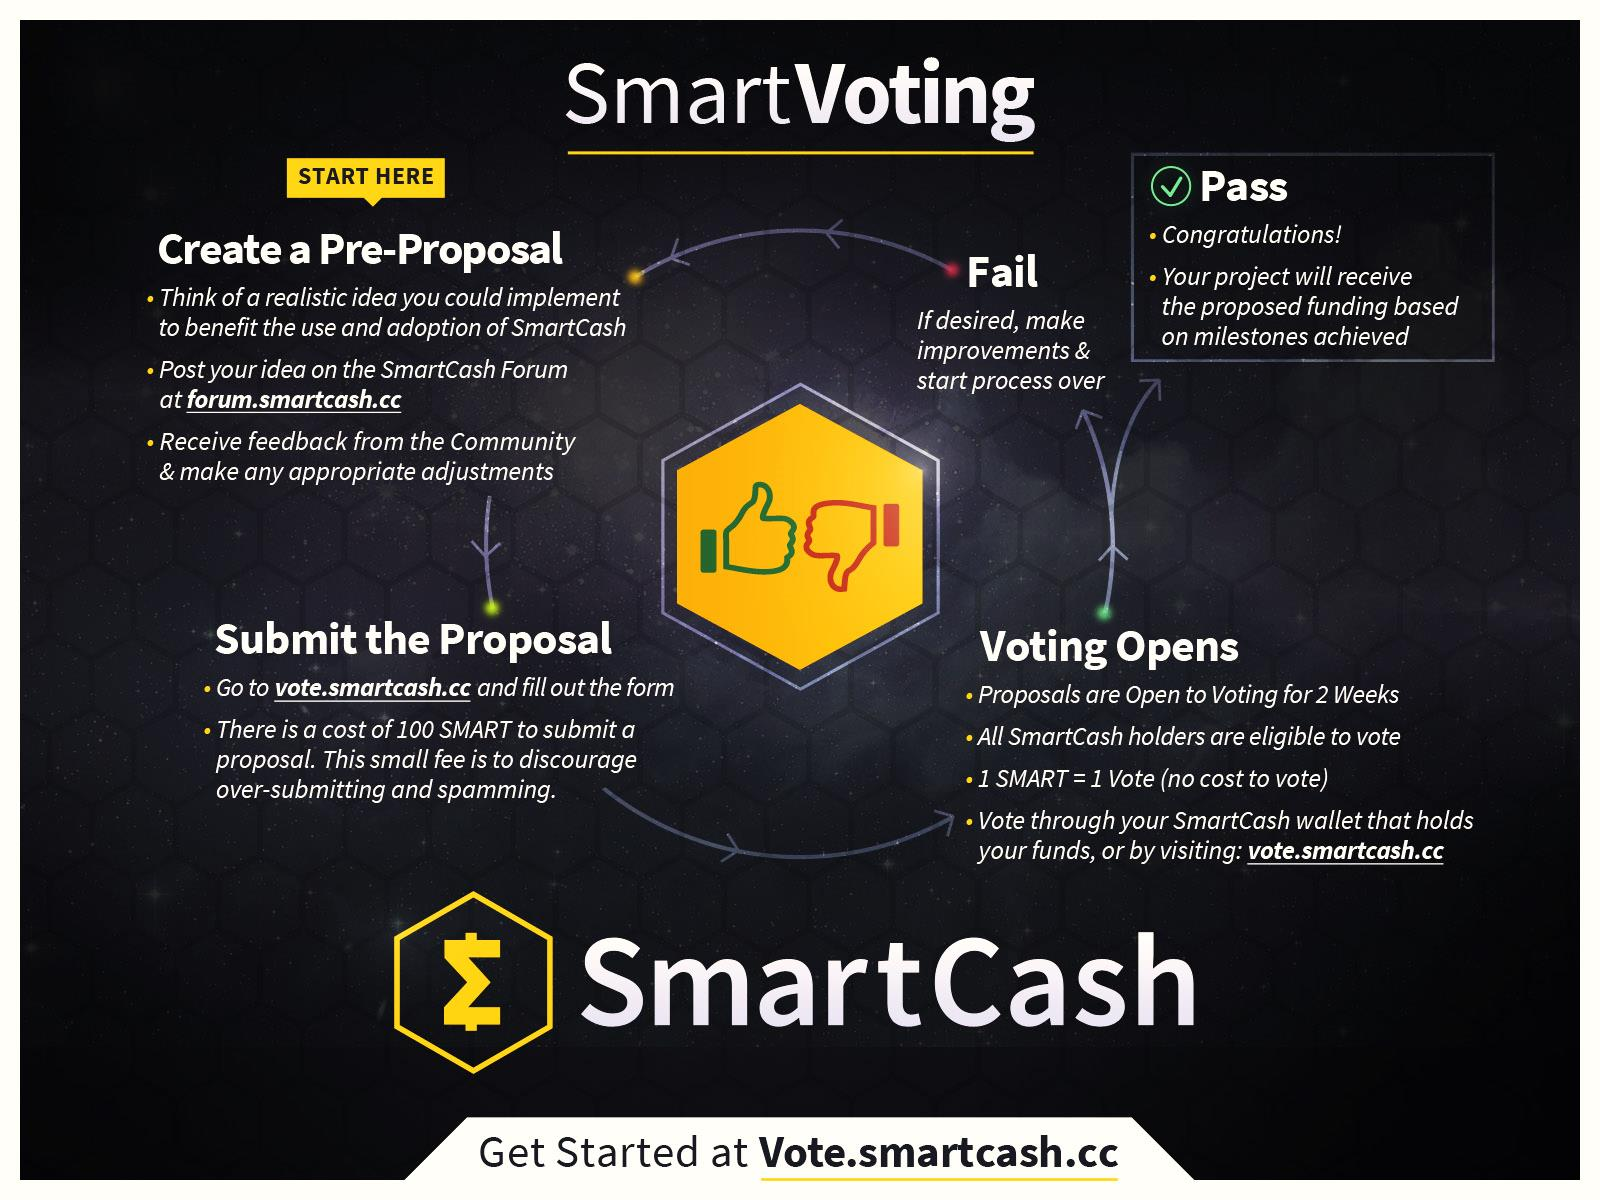 SmartVoting
START HERE
Create a Pre-Proposal
• Think of a realistic idea you could implement
to benefit the use and adoption of SmartCash
• Post your idea on the SmartCash Forum
at forum.smartcash.cc
• Receive feedback from the Community
& make any appropriate adjustments
Submit the Proposal
• Go to vote.smartcash.cc and fill out the form
• There is a cost of 100 SMART to submit a
proposal. This small fee is to discourage
over-submitting and spamming.
Voting Opens
• Proposals are Open to Voting for 2 Weeks
• All SmartCash holders are eligible to vote
• 1 SMART = 1 Vote (no cost to vote)
• Vote through your SmartCash wallet that holds
your funds, or by visiting: vote.smartcash.cc
Fail
If desired, make
improvements &
start process over
Pass
• Congratulations!
• Your project will receive
the proposed funding based
on milestones achieved
SmartCash
Get Started at Vote.smartcash.cc